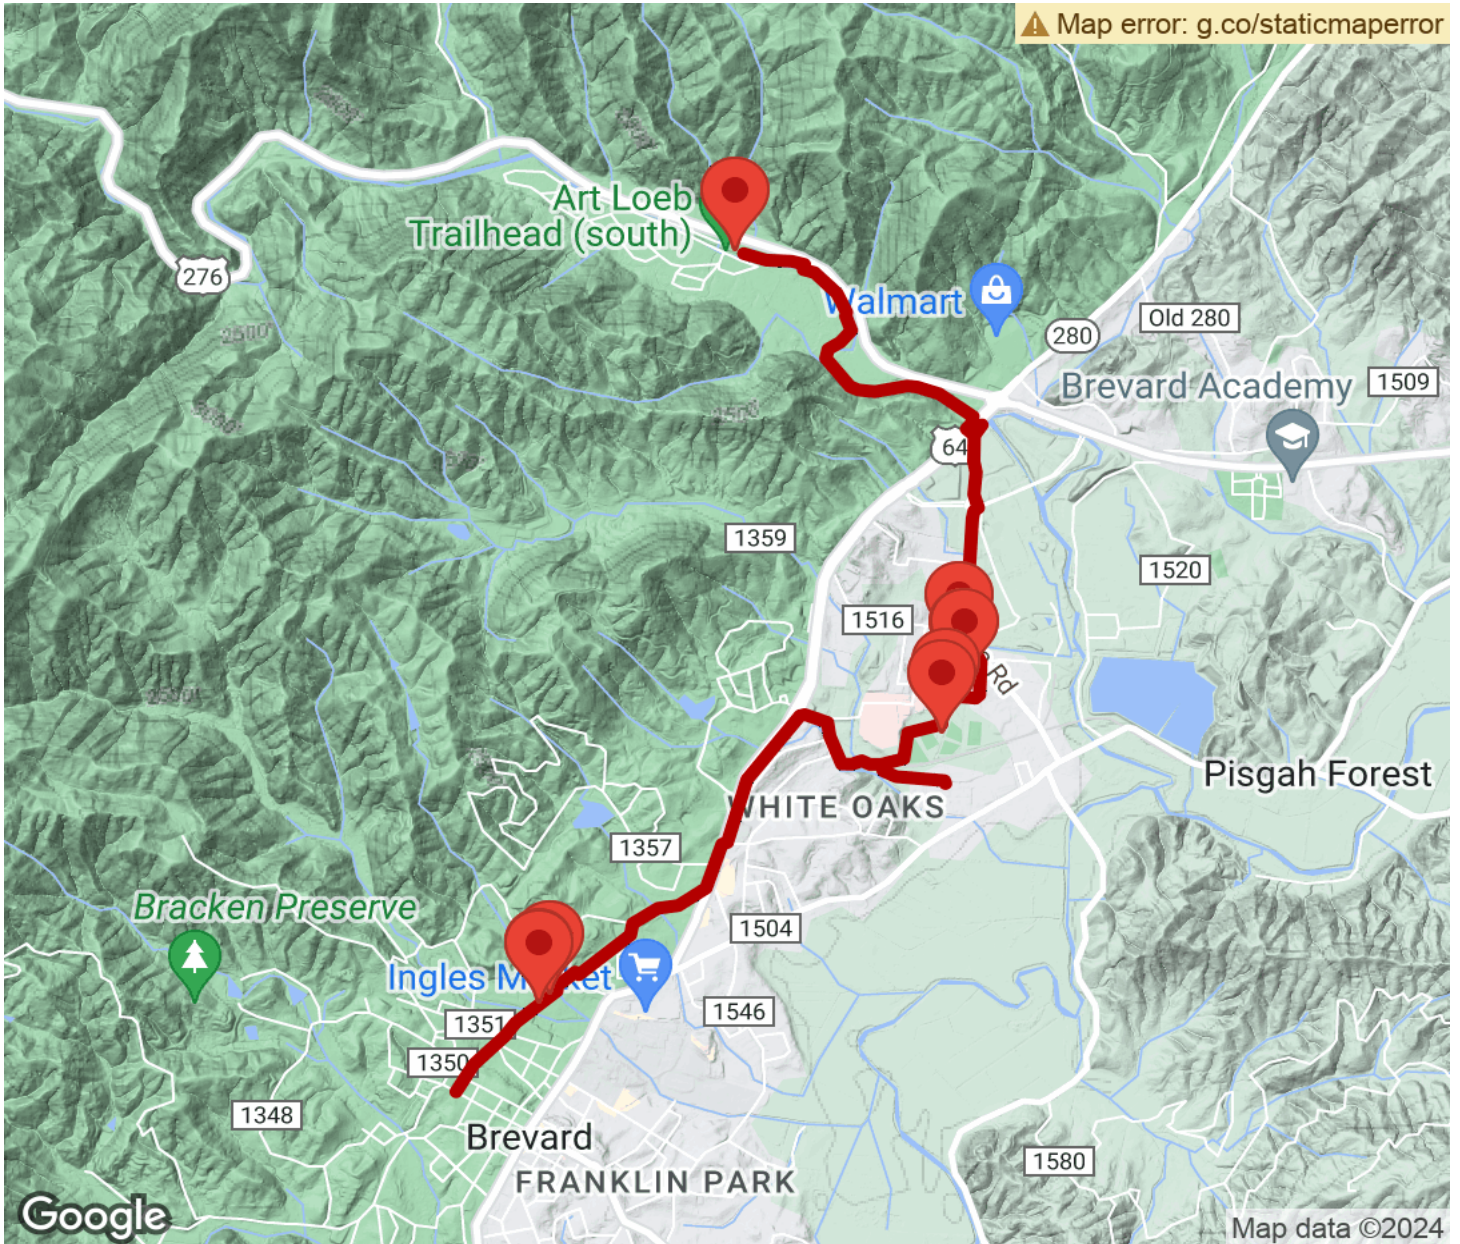 Map error: g.co/staticmaperror
Art Loeb
Trailhead (south)
276
Walmart
280
Old 280
Brevard Academy
1509
64
1359
1520
1516
Rd
Pisgah Forest
WHITE OAKS
1357
Bracken Preserve
1504
Ingles Market
1351
1546
1350
1348
Brevard
1580
FRANKLIN PARK
Google
Map data ©2024